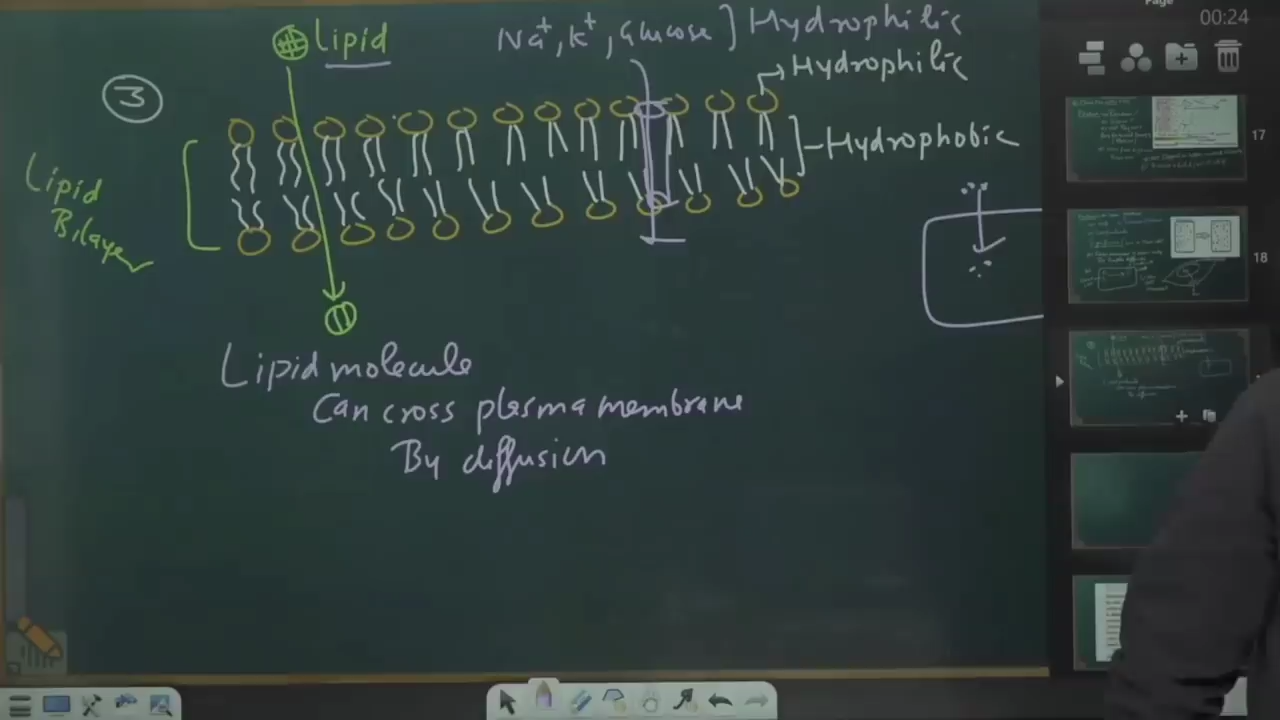 Page
00:24
Lipid
Na+, K+, Glucose ] Hydrophilic
Hydrophilic
3
Hydrophobic
Lipid
Bilayer
17
18
Lipid molecule
Can cross plasma membrane
By diffusion